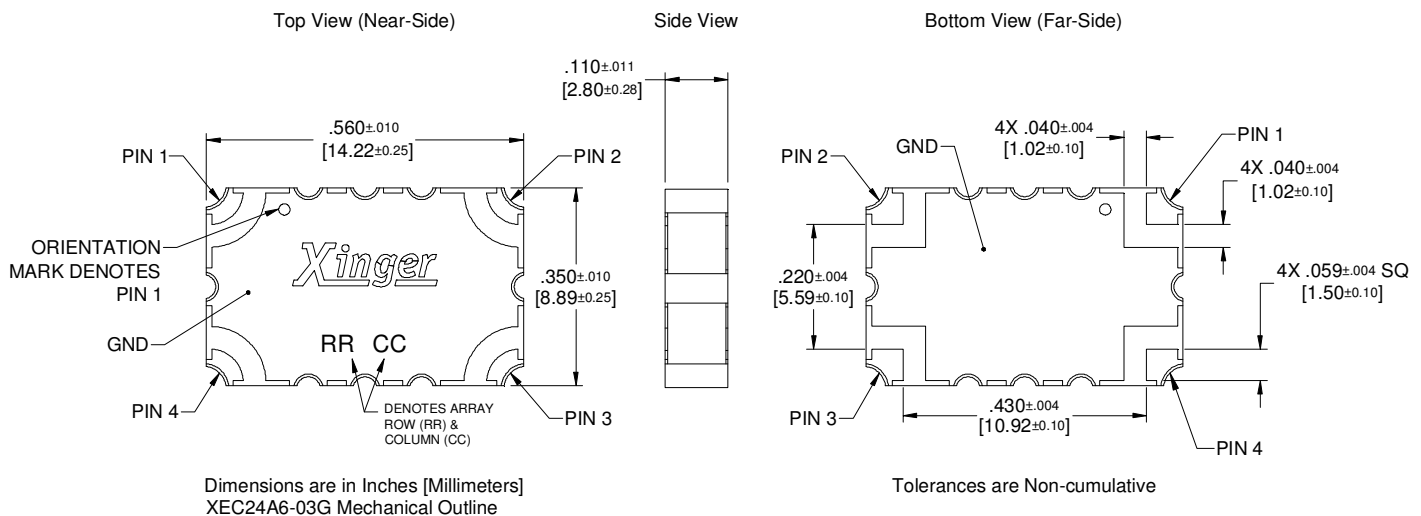 Top View (Near-Side)
Side View
Bottom View (Far-Side)
.110±.011
[2.80±0.28]
.560±.010
[14.22±0.25]
4X .040±.004
[1.02±0.10]
PIN 1
PIN 2
GND
PIN 2
PIN 1
4X .040±.004
[1.02±0.10]
ORIENTATION
MARK DENOTES
PIN 1
Xinger
.350±.010
[8.89±0.25]
.220±.004
[5.59±0.10]
4X .059±.004 SQ
[1.50±0.10]
GND
RR CC
PIN 4
DENOTES ARRAY
ROW (RR) &
COLUMN (CC)
PIN 3
PIN 3
.430±.004
[10.92±0.10]
PIN 4
Dimensions are in Inches [Millimeters]
XEC24A6-03G Mechanical Outline
Tolerances are Non-cumulative